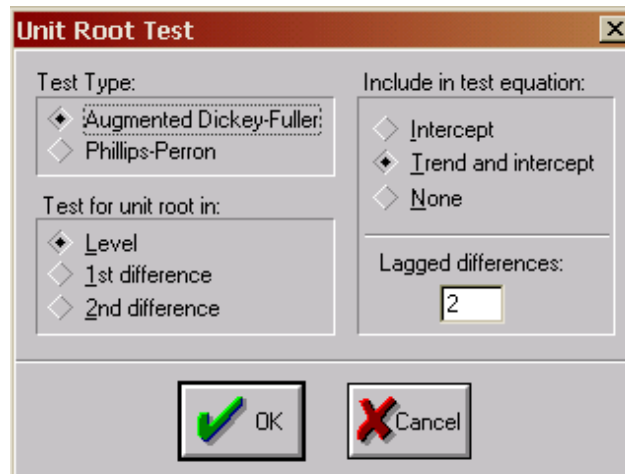 Unit Root Test
Test Type:
Augmented Dickey-Fuller
Phillips-Perron
Test for unit root in:
Level
1st difference
2nd difference
Include in test equation:
Intercept
Trend and intercept
None
Lagged differences:
2
OK
Cancel